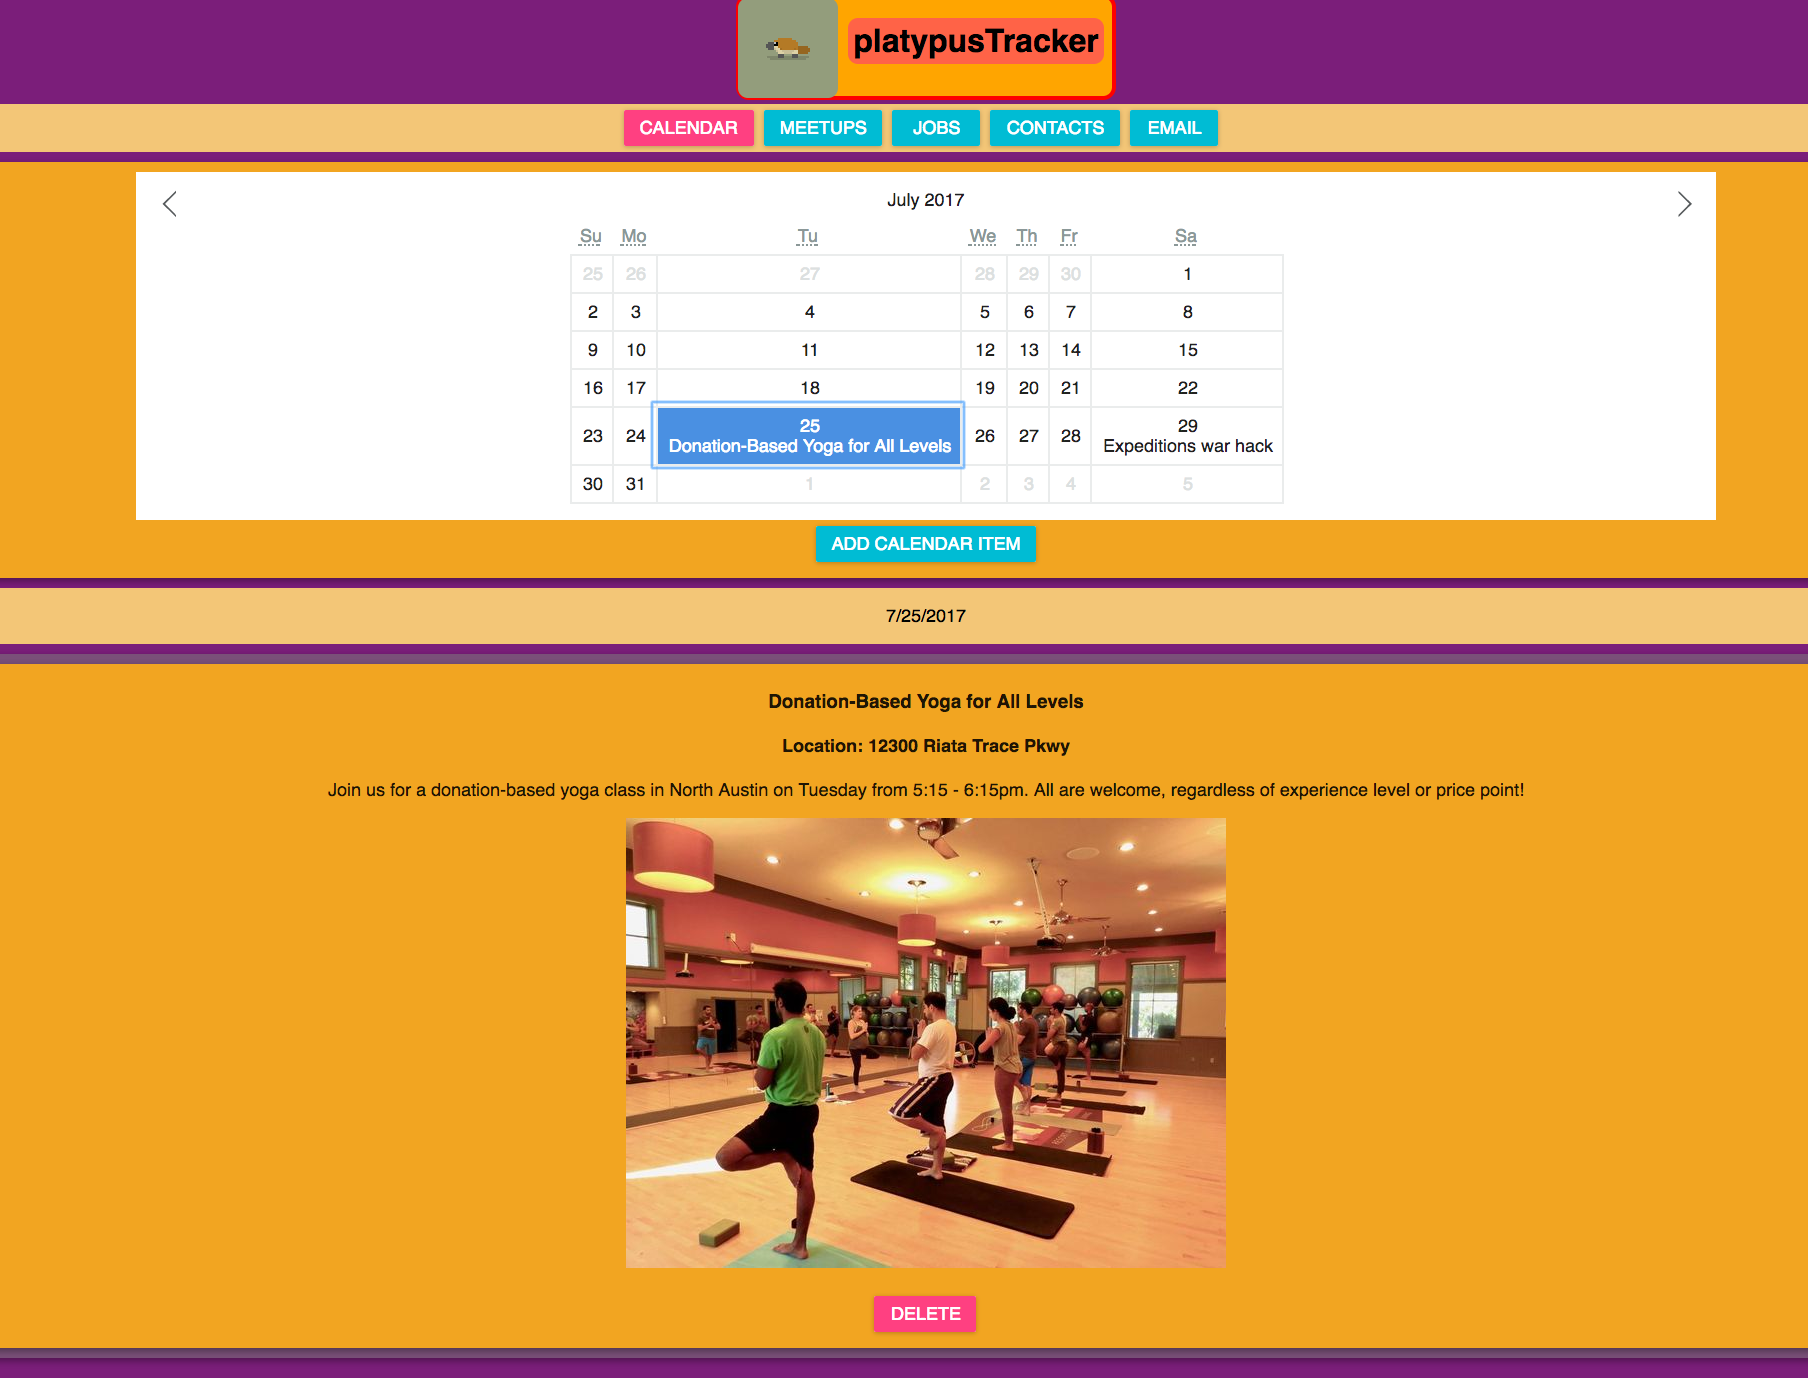 platypusTracker
CALENDAR MEETUPS JOBS CONTACTS EMAIL
July 2017
Su Mo Tu We Th Fr Sa
25 26 27 28 29 30 1
2 3 4 5 6 7 8
9 10 11 12 13 14 15
16 17 18 19 20 21 22
23 24 25 26 27 28 29
Donation-Based Yoga for All Levels Expeditions war hack
30 31 1 2 3 4 5
ADD CALENDAR ITEM
7/25/2017
Donation-Based Yoga for All Levels
Location: 12300 Riata Trace Pkwy
Join us for a donation-based yoga class in North Austin on Tuesday from 5:15 - 6:15pm. All are welcome, regardless of experience level or price point!
DELETE